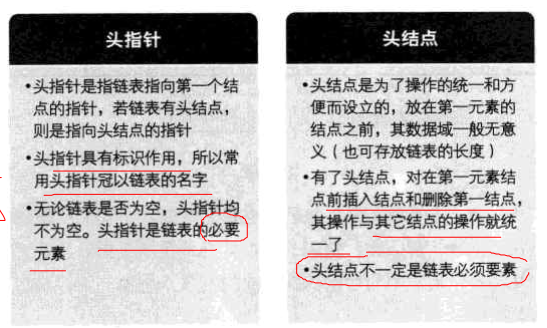 头指针
•头指针是指链表指向第一个结
点的指针，若链表有头结点，
则是指向头结点的指针
•头指针具有标识作用，所以常
用头指针冠以链表的名字
•无论链表是否为空，头指针均
不为空。头指针是链表的必要
元素
头结点
•头结点是为了操作的统一和方
便而设立的，放在第一元素的
结点之前，其数据域一般无意
义（也可存放链表的长度）
•有了头结点，对在第一元素结
点前插入结点和删除第一结点，
其操作与其它结点的操作就统
一了
•头结点不一定是链表必须要素